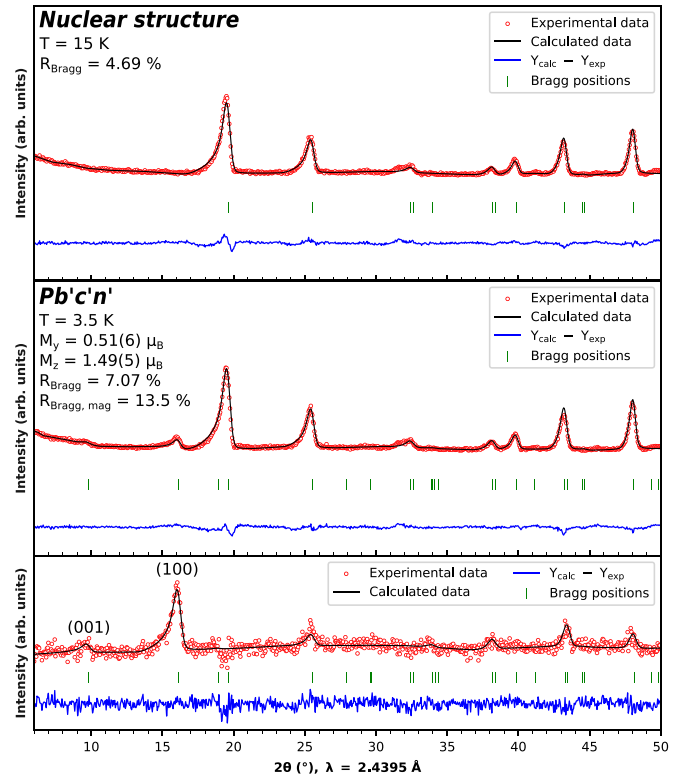 Nuclear structure
T = 15 K
R_Bragg = 4.69 %
Experimental data
Calculated data
Y_calc − Y_exp
Bragg positions
Intensity (arb. units)
Pb'c'n'
T = 3.5 K
M_y = 0.51(6) μ_B
M_z = 1.49(5) μ_B
R_Bragg = 7.07 %
R_Bragg, mag = 13.5 %
Experimental data
Calculated data
Y_calc − Y_exp
Bragg positions
Intensity (arb. units)
(100)
(001)
Experimental data
Calculated data
Y_calc − Y_exp
Bragg positions
Intensity (arb. units)
10 15 20 25 30 35 40 45 50
2θ (°), λ = 2.4395 Å